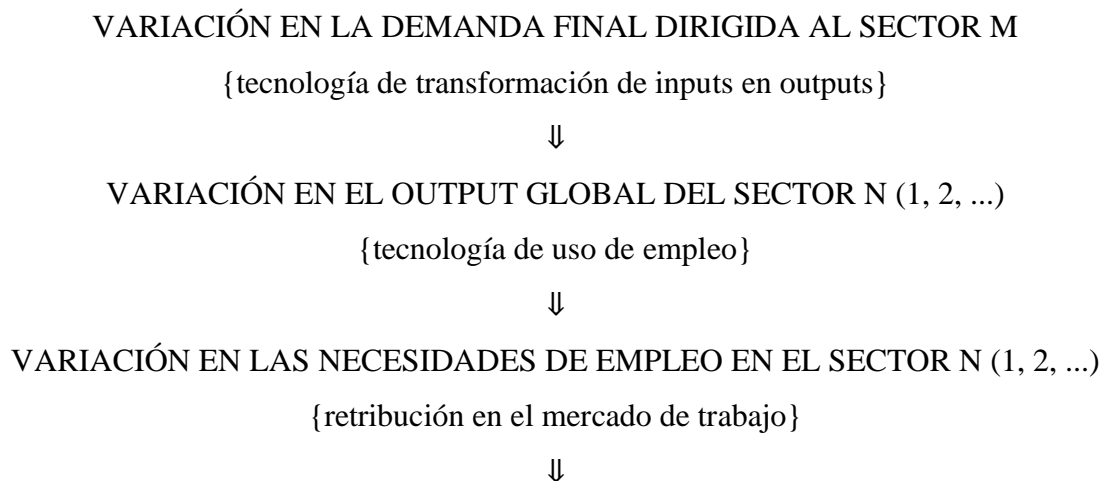 VARIACIÓN EN LA DEMANDA FINAL DIRIGIDA AL SECTOR M
{tecnología de transformación de inputs en outputs}
⇓
VARIACIÓN EN EL OUTPUT GLOBAL DEL SECTOR N (1, 2, ...)
{tecnología de uso de empleo}
⇓
VARIACIÓN EN LAS NECESIDADES DE EMPLEO EN EL SECTOR N (1, 2, ...)
{retribución en el mercado de trabajo}
⇓